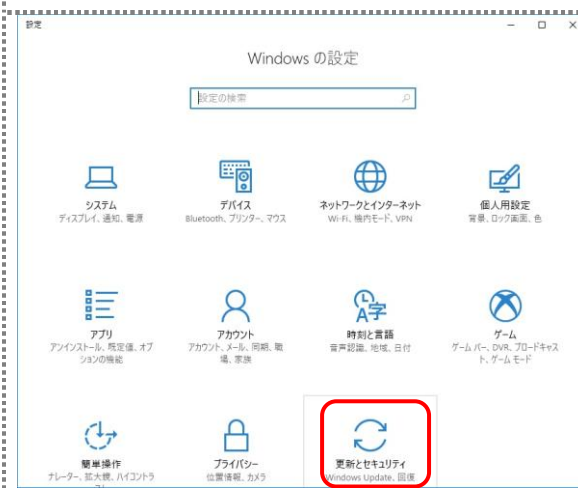 設定
Windows の設定
設定の検索
システム
ディスプレイ、通知、電源
デバイス
Bluetooth、プリンター、マウス
ネットワークとインターネット
Wi-Fi、機内モード、VPN
個人用設定
背景、ロック画面、色
アプリ
アンインストール、既定値、オプ
ションの機能
アカウント
アカウント、メール、同期、職
場、家族
時刻と言語
音声認識、地域、日付
ゲーム
ゲーム バー、DVR、ブロードキャス
ト、ゲーム モード
簡単操作
ナレーター、拡大鏡、ハイコントラ
プライバシー
位置情報、カメラ
更新とセキュリティ
Windows Update、回復